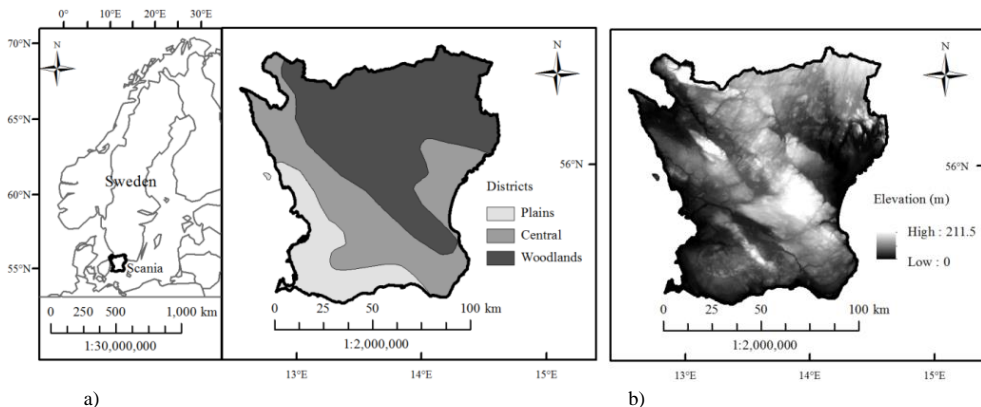 0° 10°E 20°E 30°E
70°N
N
65°N
Sweden
60°N
55°N
Scania
0 250 500 1,000 km
1:30,000,000
N
56°N
Districts
Plains
Central
Woodlands
0 25 50 100 km
1:2,000,000
13°E 14°E 15°E
N
56°N
Elevation (m)
High : 211.5
Low : 0
0 25 50 100 km
1:2,000,000
13°E 14°E 15°E
a) b)